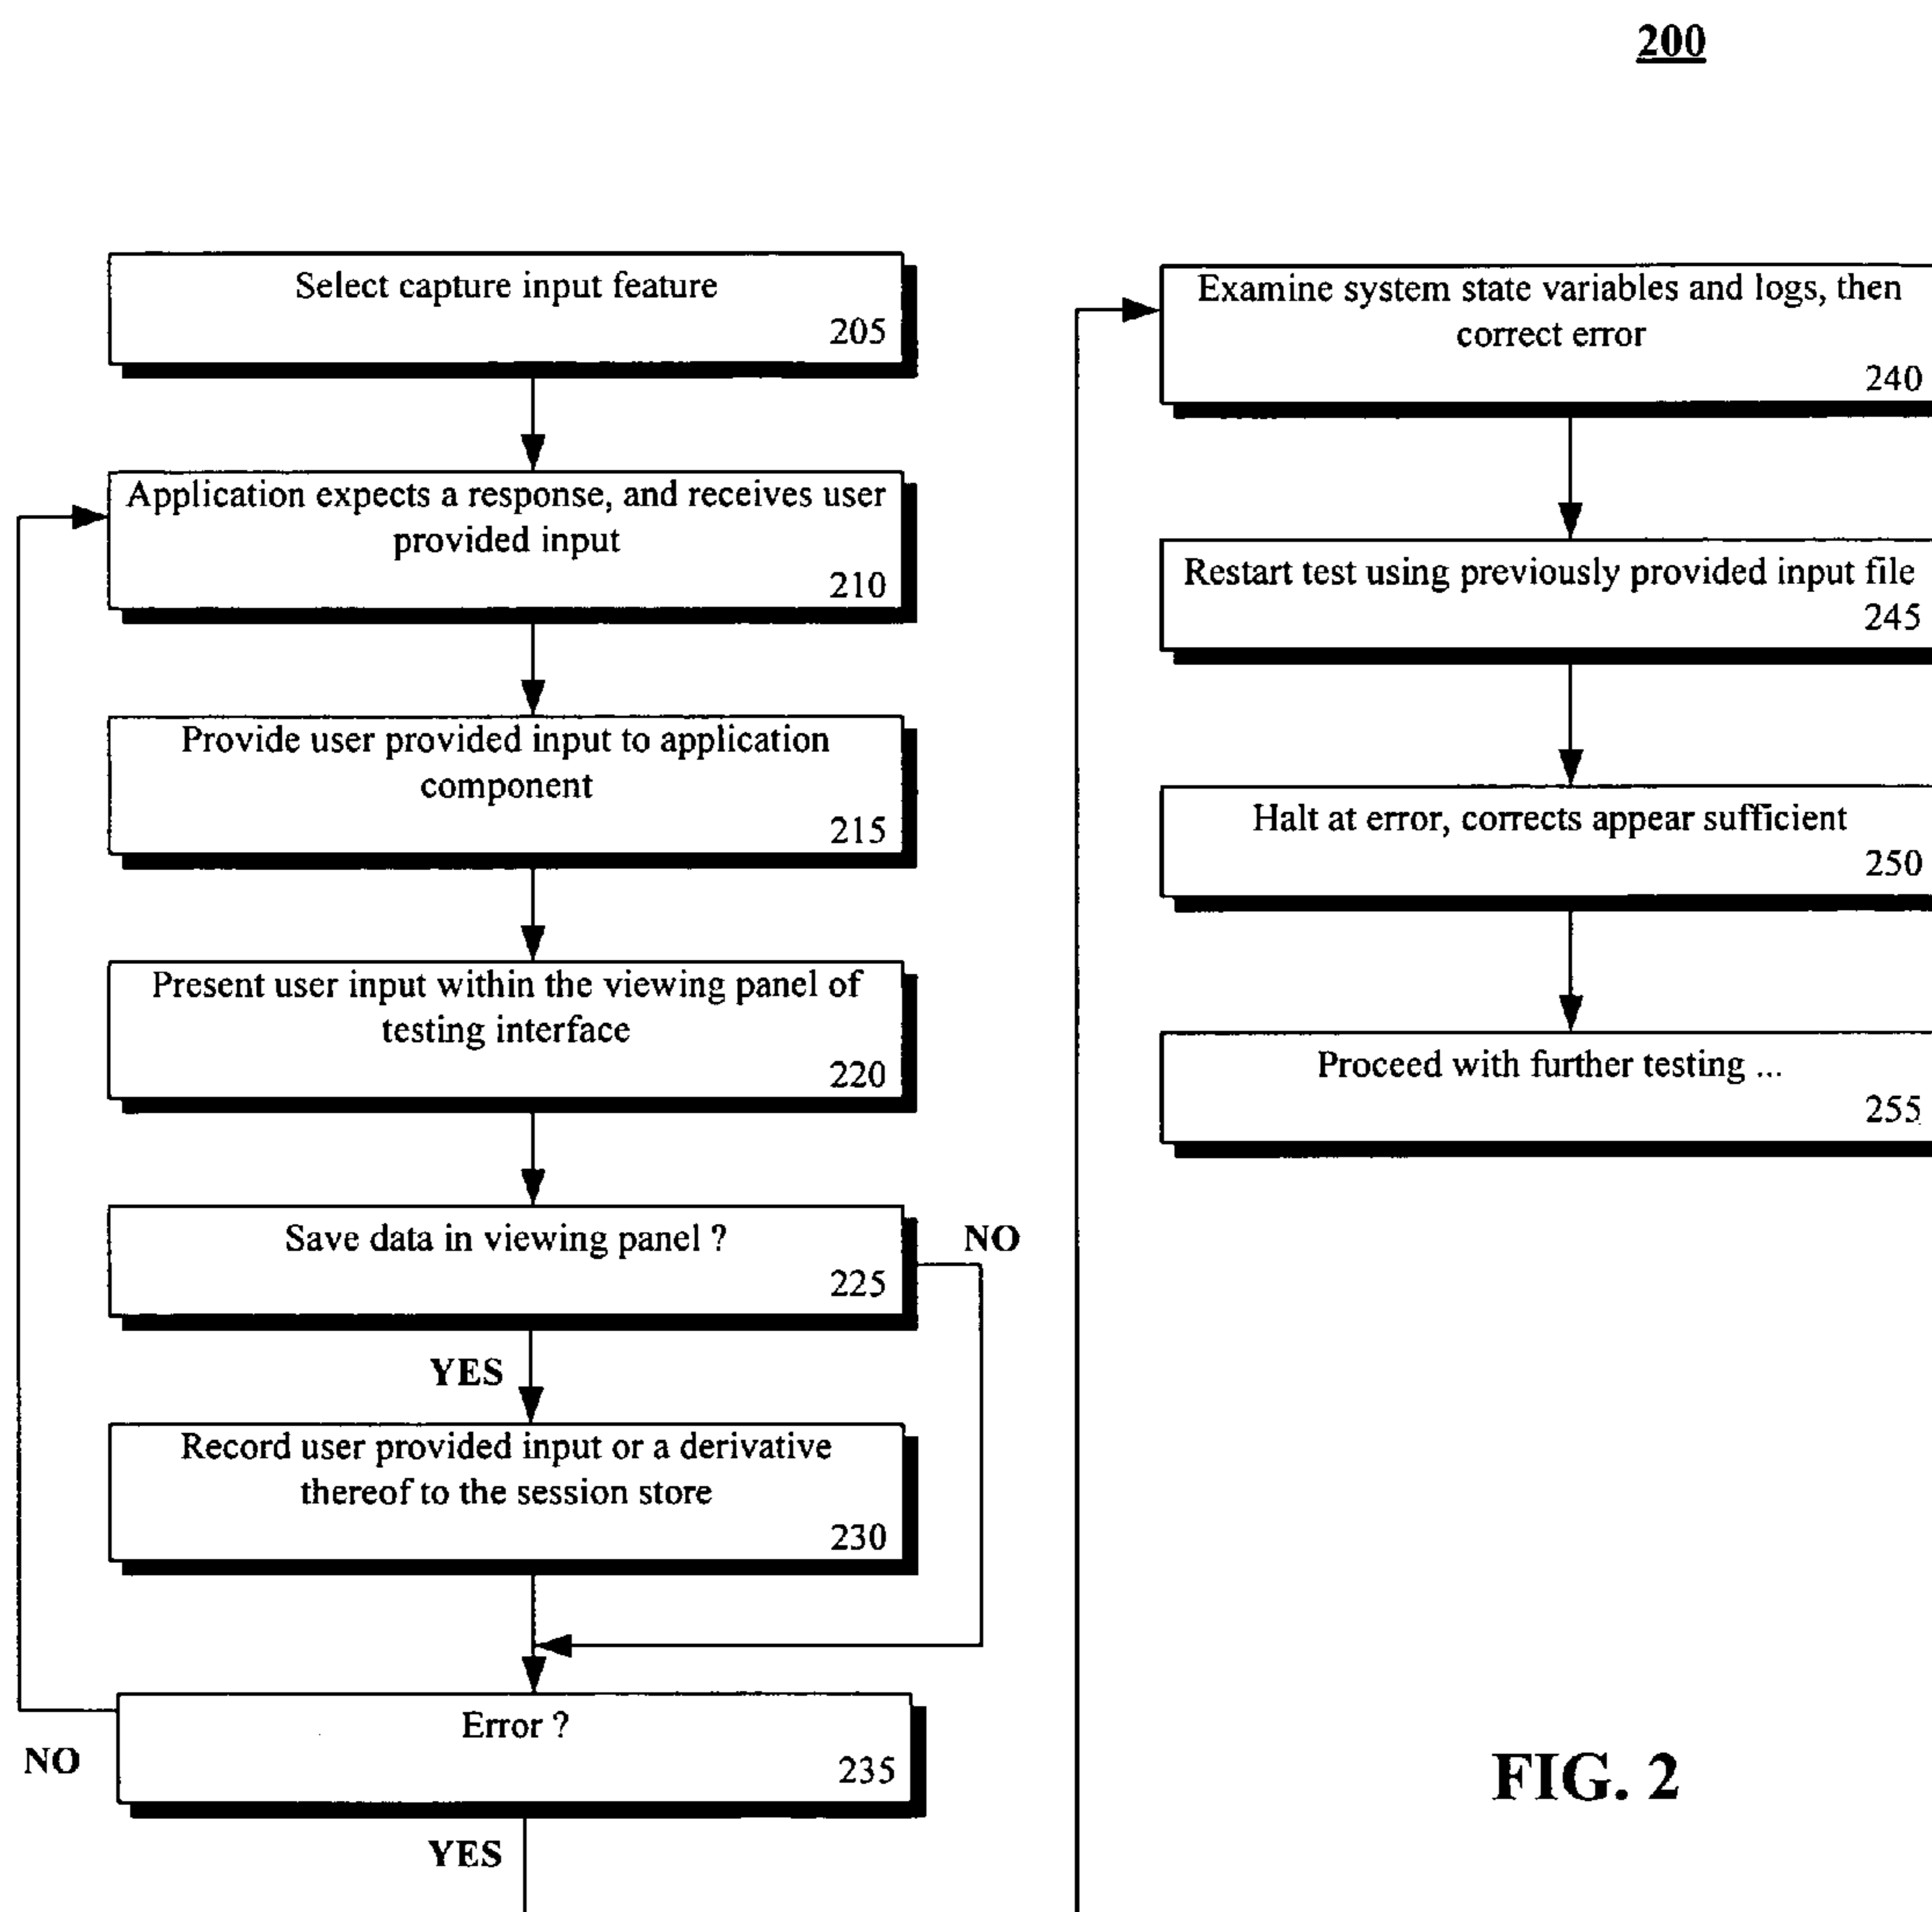 200
Select capture input feature
205
Application expects a response, and receives user
provided input
210
Provide user provided input to application
component
215
Present user input within the viewing panel of
testing interface
220
Save data in viewing panel ?
225
NO
YES
Record user provided input or a derivative
thereof to the session store
230
Error ?
235
NO
YES
Examine system state variables and logs, then
correct error
240
Restart test using previously provided input file
245
Halt at error, corrects appear sufficient
250
Proceed with further testing ...
255
FIG. 2